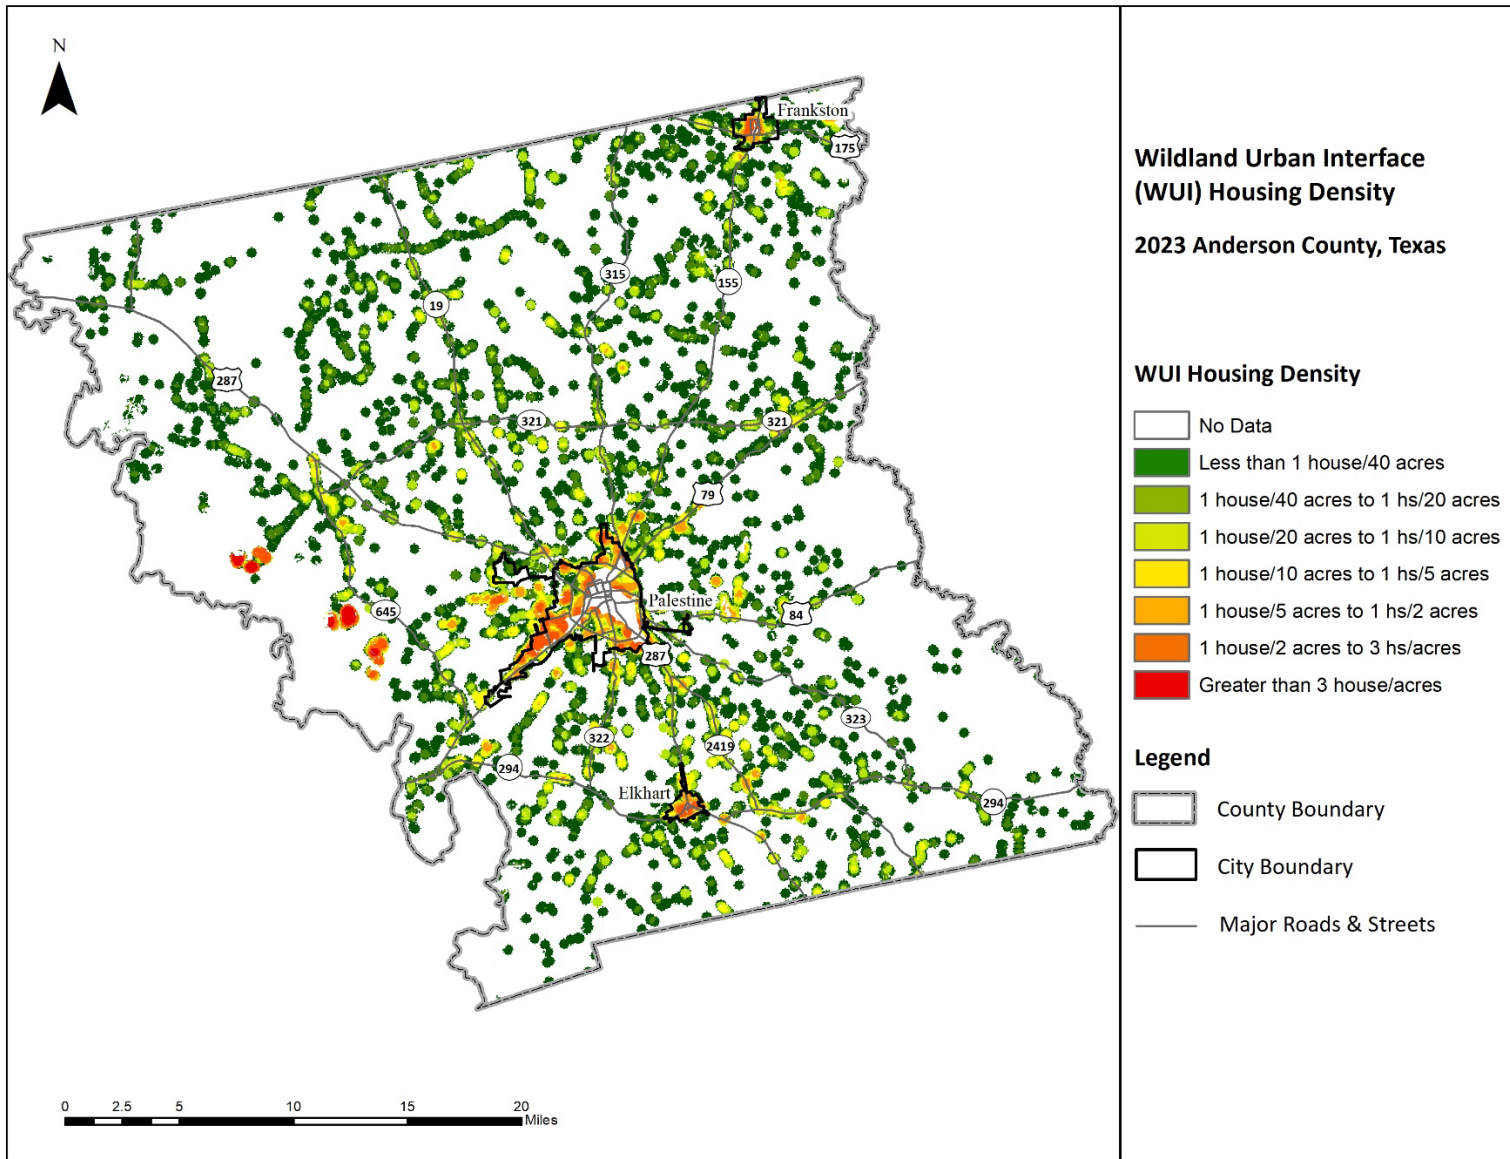 N
Frankston
175
315
155
19
287
321
321
79
Palestine
84
645
287
323
322
2419
294
Elkhart
294
0 2.5 5 10 15 20
Miles
Wildland Urban Interface
(WUI) Housing Density
2023 Anderson County, Texas
WUI Housing Density
No Data
Less than 1 house/40 acres
1 house/40 acres to 1 hs/20 acres
1 house/20 acres to 1 hs/10 acres
1 house/10 acres to 1 hs/5 acres
1 house/5 acres to 1 hs/2 acres
1 house/2 acres to 3 hs/acres
Greater than 3 house/acres
Legend
County Boundary
City Boundary
Major Roads & Streets